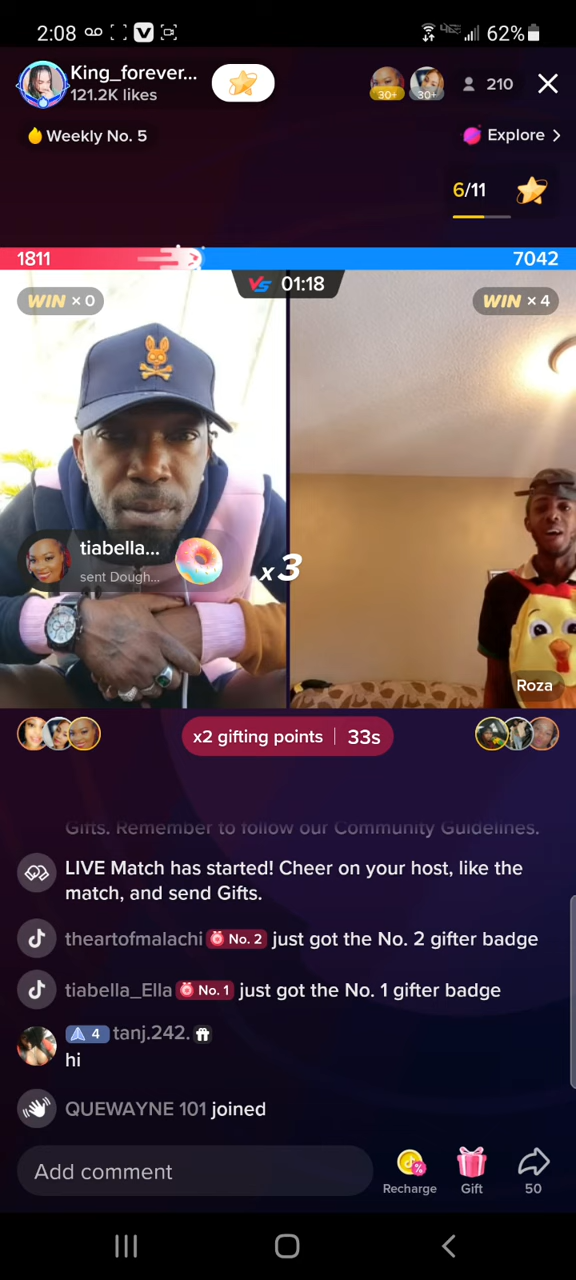 2:08
62%
King_forever...
121.2K likes
30+
30+
210
Weekly No. 5
Explore >
6/11
1811
7042
VS 01:18
WIN x 0
WIN x 4
tiabella...
sent Dough...
x3
Roza
x2 gifting points | 33s
Gifts. Remember to follow our Community Guidelines.
LIVE Match has started! Cheer on your host, like the
match, and send Gifts.
theartofmalachi No. 2 just got the No. 2 gifter badge
tiabella_Ella No. 1 just got the No. 1 gifter badge
4 tanj.242.
hi
QUEWAYNE 101 joined
Add comment
Recharge
Gift
50